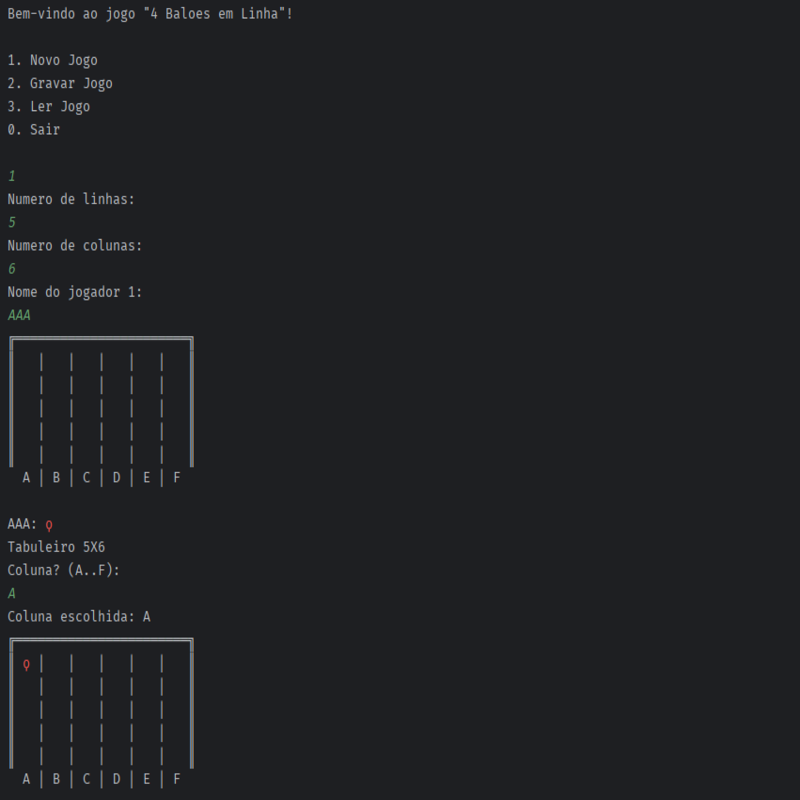 Bem-vindo ao jogo "4 Baloes em Linha"!
1. Novo Jogo
2. Gravar Jogo
3. Ler Jogo
0. Sair
1
Numero de linhas:
5
Numero de colunas:
6
Nome do jogador 1:
AAA
A | B | C | D | E | F
AAA: ϙ
Tabuleiro 5X6
Coluna? (A..F):
A
Coluna escolhida: A
ϙ
A | B | C | D | E | F